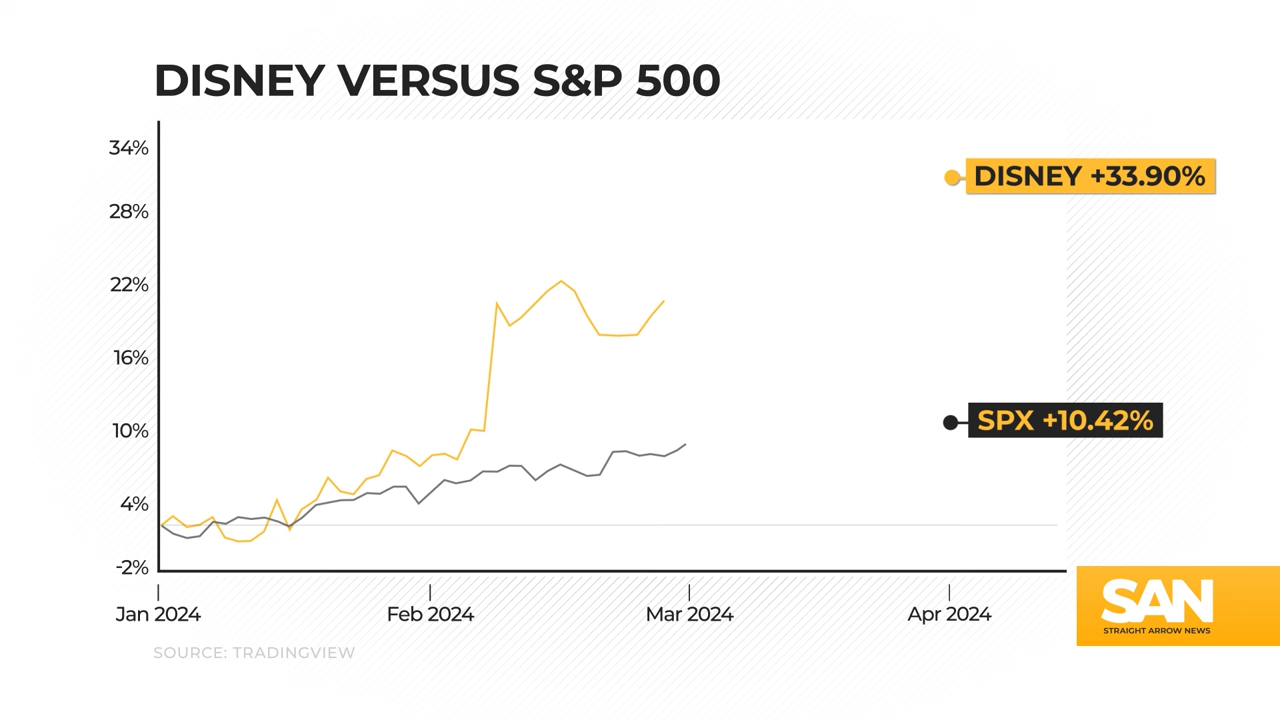 DISNEY VERSUS S&P 500
34%
28%
22%
16%
10%
4%
-2%
DISNEY +33.90%
SPX +10.42%
Jan 2024
Feb 2024
Mar 2024
Apr 2024
SOURCE: TRADINGVIEW
SAN
STRAIGHT ARROW NEWS